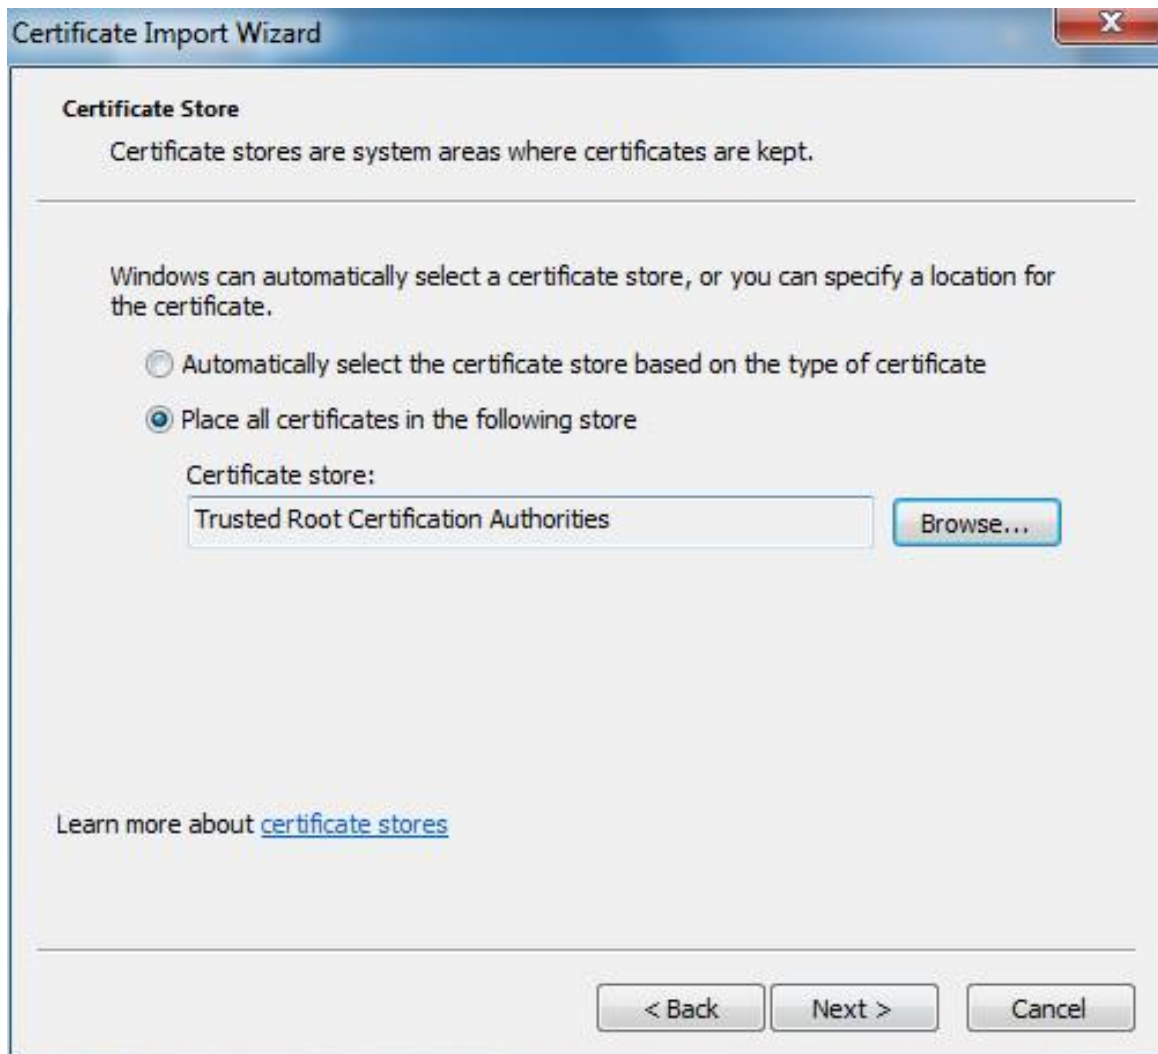 Certificate Import Wizard
Certificate Store
Certificate stores are system areas where certificates are kept.
Windows can automatically select a certificate store, or you can specify a location for
the certificate.
Automatically select the certificate store based on the type of certificate
Place all certificates in the following store
Certificate store:
Trusted Root Certification Authorities
Browse...
Learn more about certificate stores
< Back Next > Cancel